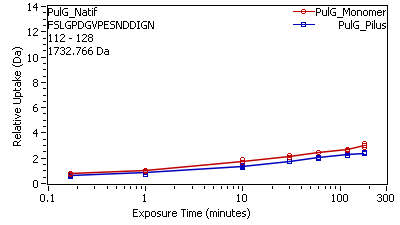 14
PulG_Natif
PulG_Monomer
FSLGPDGVPESNDDIGN
PulG_Pilus
112 - 128
1732.766 Da
12
10
8
6
4
2
0
Relative Uptake (Da)
0.1 1 10 100 300
Exposure Time (minutes)